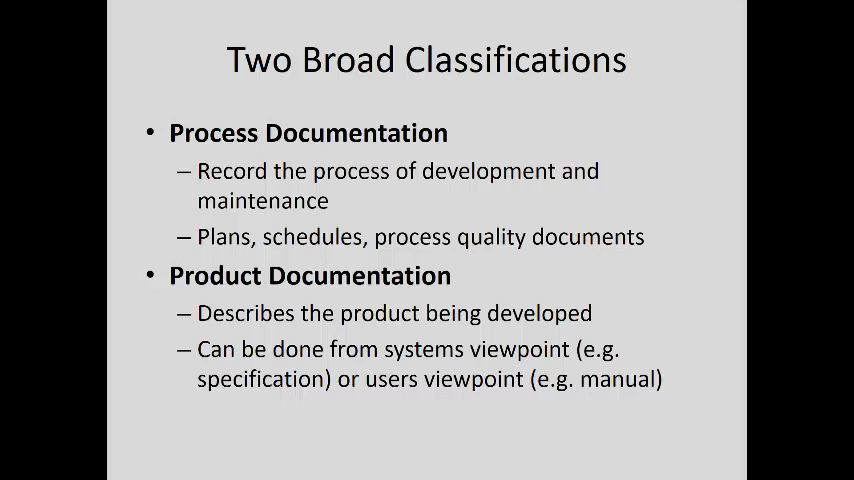 Two Broad Classifications
• Process Documentation
– Record the process of development and
maintenance
– Plans, schedules, process quality documents
• Product Documentation
– Describes the product being developed
– Can be done from systems viewpoint (e.g.
specification) or users viewpoint (e.g. manual)